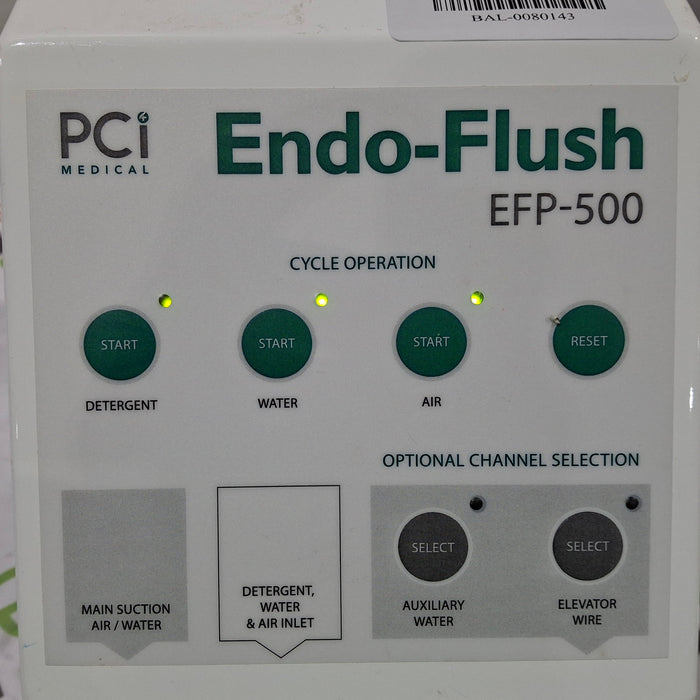 BAL-0080143
PCi
MEDICAL
Endo-Flush
EFP-500
CYCLE OPERATION
START
START
START
RESET
DETERGENT
WATER
AIR
OPTIONAL CHANNEL SELECTION
SELECT
SELECT
AUXILIARY
WATER
ELEVATOR
WIRE
MAIN SUCTION
AIR / WATER
DETERGENT,
WATER
& AIR INLET